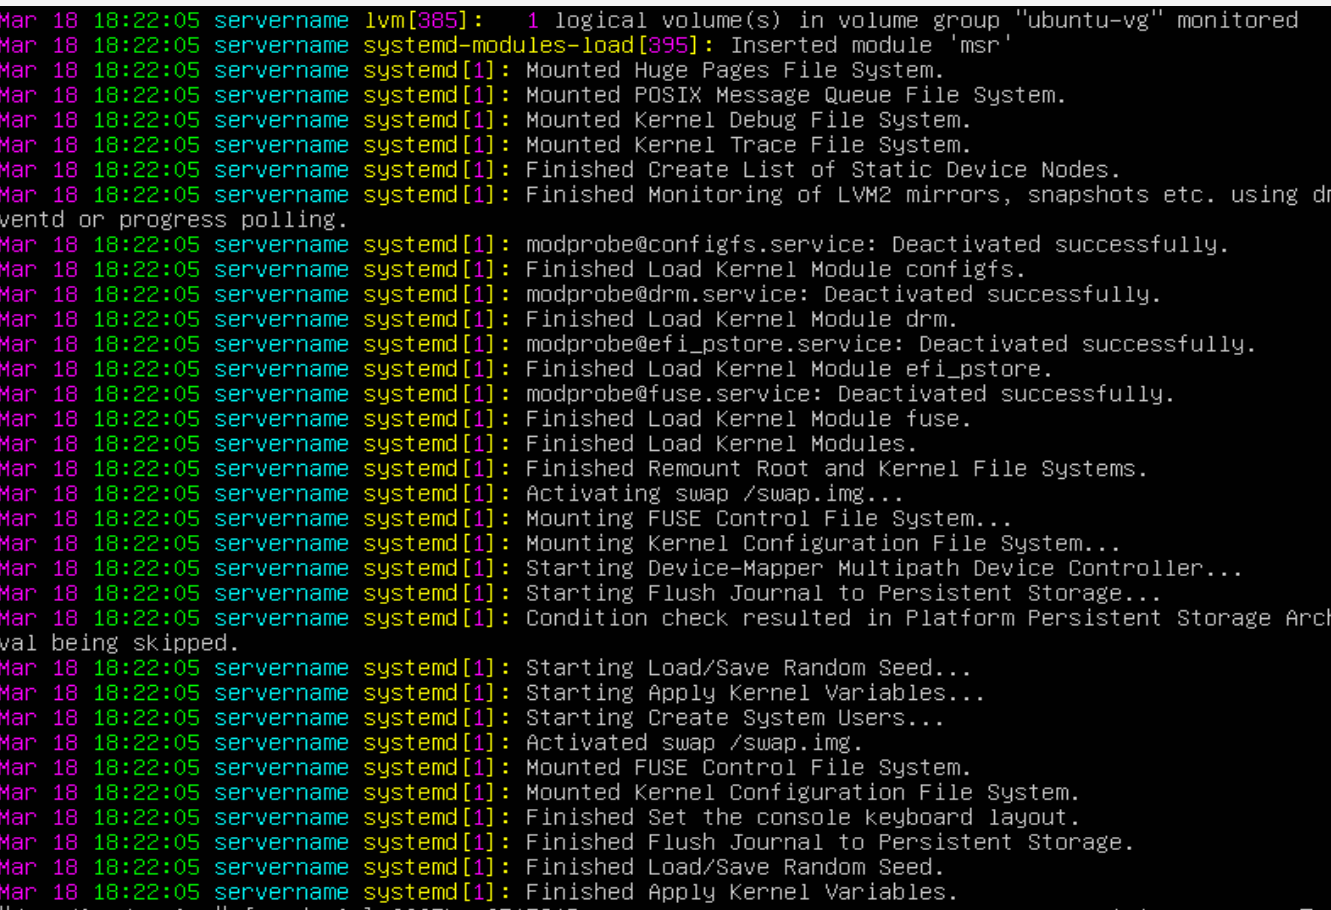 Mar 18 18:22:05 servername lvm[385]:   1 logical volume(s) in volume group "ubuntu-vg" monitored
Mar 18 18:22:05 servername systemd-modules-load[395]: Inserted module 'msr'
Mar 18 18:22:05 servername systemd[1]: Mounted Huge Pages File System.
Mar 18 18:22:05 servername systemd[1]: Mounted POSIX Message Queue File System.
Mar 18 18:22:05 servername systemd[1]: Mounted Kernel Debug File System.
Mar 18 18:22:05 servername systemd[1]: Mounted Kernel Trace File System.
Mar 18 18:22:05 servername systemd[1]: Finished Create List of Static Device Nodes.
Mar 18 18:22:05 servername systemd[1]: Finished Monitoring of LVM2 mirrors, snapshots etc. using dm
ventd or progress polling.
Mar 18 18:22:05 servername systemd[1]: modprobe@configfs.service: Deactivated successfully.
Mar 18 18:22:05 servername systemd[1]: Finished Load Kernel Module configfs.
Mar 18 18:22:05 servername systemd[1]: modprobe@drm.service: Deactivated successfully.
Mar 18 18:22:05 servername systemd[1]: Finished Load Kernel Module drm.
Mar 18 18:22:05 servername systemd[1]: modprobe@efi_pstore.service: Deactivated successfully.
Mar 18 18:22:05 servername systemd[1]: Finished Load Kernel Module efi_pstore.
Mar 18 18:22:05 servername systemd[1]: modprobe@fuse.service: Deactivated successfully.
Mar 18 18:22:05 servername systemd[1]: Finished Load Kernel Module fuse.
Mar 18 18:22:05 servername systemd[1]: Finished Load Kernel Modules.
Mar 18 18:22:05 servername systemd[1]: Finished Remount Root and Kernel File Systems.
Mar 18 18:22:05 servername systemd[1]: Activating swap /swap.img...
Mar 18 18:22:05 servername systemd[1]: Mounting FUSE Control File System...
Mar 18 18:22:05 servername systemd[1]: Mounting Kernel Configuration File System...
Mar 18 18:22:05 servername systemd[1]: Starting Device-Mapper Multipath Device Controller...
Mar 18 18:22:05 servername systemd[1]: Starting Flush Journal to Persistent Storage...
Mar 18 18:22:05 servername systemd[1]: Condition check resulted in Platform Persistent Storage Arch
val being skipped.
Mar 18 18:22:05 servername systemd[1]: Starting Load/Save Random Seed...
Mar 18 18:22:05 servername systemd[1]: Starting Apply Kernel Variables...
Mar 18 18:22:05 servername systemd[1]: Starting Create System Users...
Mar 18 18:22:05 servername systemd[1]: Activated swap /swap.img.
Mar 18 18:22:05 servername systemd[1]: Mounted FUSE Control File System.
Mar 18 18:22:05 servername systemd[1]: Mounted Kernel Configuration File System.
Mar 18 18:22:05 servername systemd[1]: Finished Set the console keyboard layout.
Mar 18 18:22:05 servername systemd[1]: Finished Flush Journal to Persistent Storage.
Mar 18 18:22:05 servername systemd[1]: Finished Load/Save Random Seed.
Mar 18 18:22:05 servername systemd[1]: Finished Apply Kernel Variables.